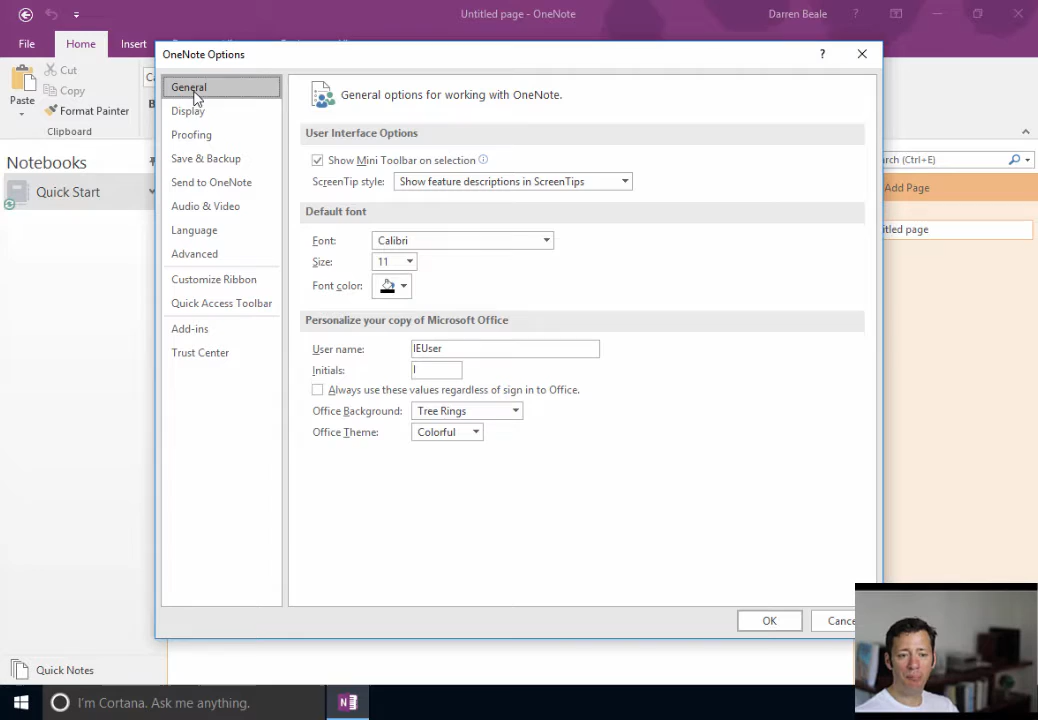 Untitled page - OneNote
Darren Beale
?
File
Home
Insert
OneNote Options
?
Paste
Cut
Copy
Format Painter
Clipboard
B
Notebooks
Quick Start
General
Display
Proofing
Save & Backup
Send to OneNote
Audio & Video
Language
Advanced
Customize Ribbon
Quick Access Toolbar
Add-ins
Trust Center
General options for working with OneNote.
User Interface Options
Show Mini Toolbar on selection
ScreenTip style: Show feature descriptions in ScreenTips
Default font
Font: Calibri
Size: 11
Font color:
Personalize your copy of Microsoft Office
User name: IEUser
Initials: I
Always use these values regardless of sign in to Office.
Office Background: Tree Rings
Office Theme: Colorful
OK
Cance
rch (Ctrl+E)
Add Page
itled page
Quick Notes
I'm Cortana. Ask me anything.
N